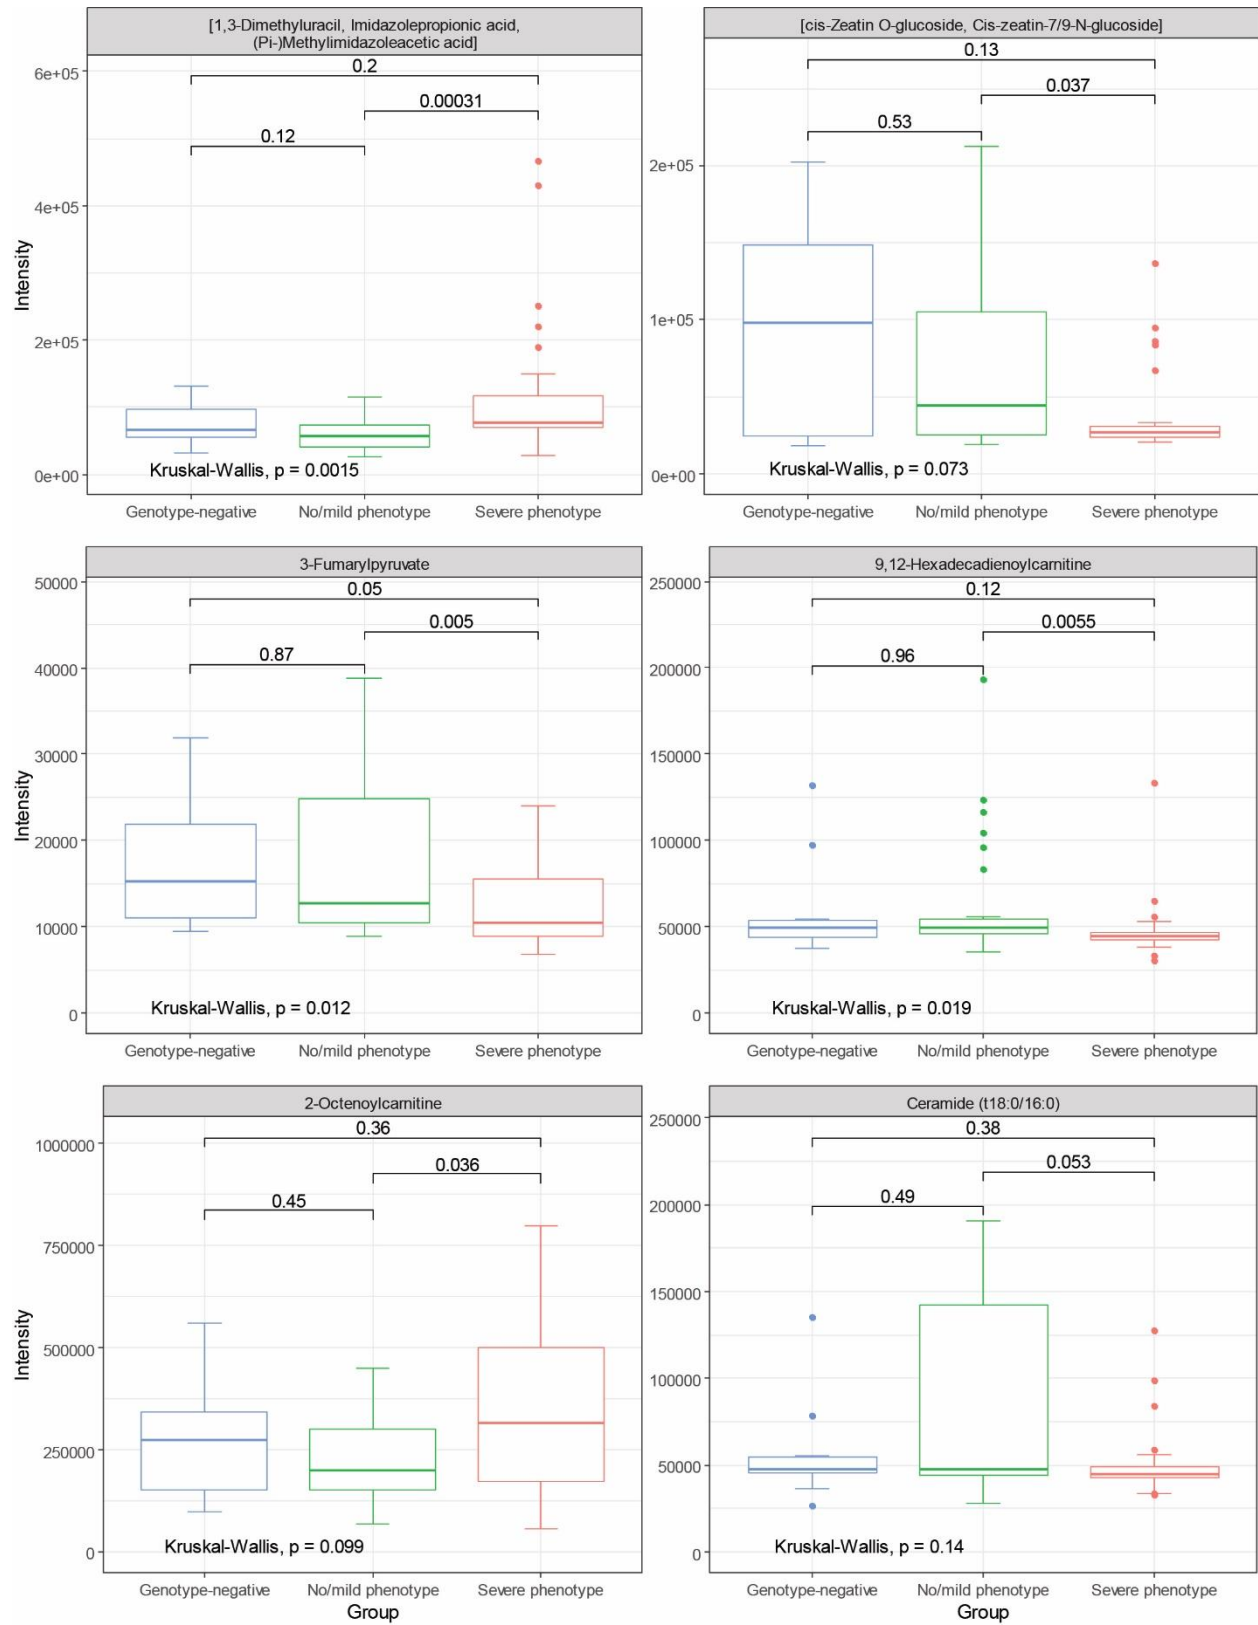 [1,3-Dimethyluracil, Imidazolepropionic acid,
(Pi-)Methylimidazoleacetic acid]
6e+05
4e+05
2e+05
0e+00
Intensity
0.2
0.00031
0.12
Kruskal-Wallis, p = 0.0015
Genotype-negative
No/mild phenotype
Severe phenotype
[cis-Zeatin O-glucoside, Cis-zeatin-7/9-N-glucoside]
2e+05
1e+05
0e+00
0.13
0.037
0.53
Kruskal-Wallis, p = 0.073
Genotype-negative
No/mild phenotype
Severe phenotype
3-Fumarylpyruvate
50000
40000
30000
20000
10000
0
Intensity
0.05
0.005
0.87
Kruskal-Wallis, p = 0.012
Genotype-negative
No/mild phenotype
Severe phenotype
9,12-Hexadecadienoylcarnitine
250000
200000
150000
100000
50000
0
0.12
0.0055
0.96
Kruskal-Wallis, p = 0.019
Genotype-negative
No/mild phenotype
Severe phenotype
2-Octenoylcarnitine
1000000
750000
500000
250000
0
Intensity
0.36
0.036
0.45
Kruskal-Wallis, p = 0.099
Genotype-negative
No/mild phenotype
Severe phenotype
Group
Ceramide (t18:0/16:0)
250000
200000
150000
100000
50000
0
0.38
0.053
0.49
Kruskal-Wallis, p = 0.14
Genotype-negative
No/mild phenotype
Severe phenotype
Group